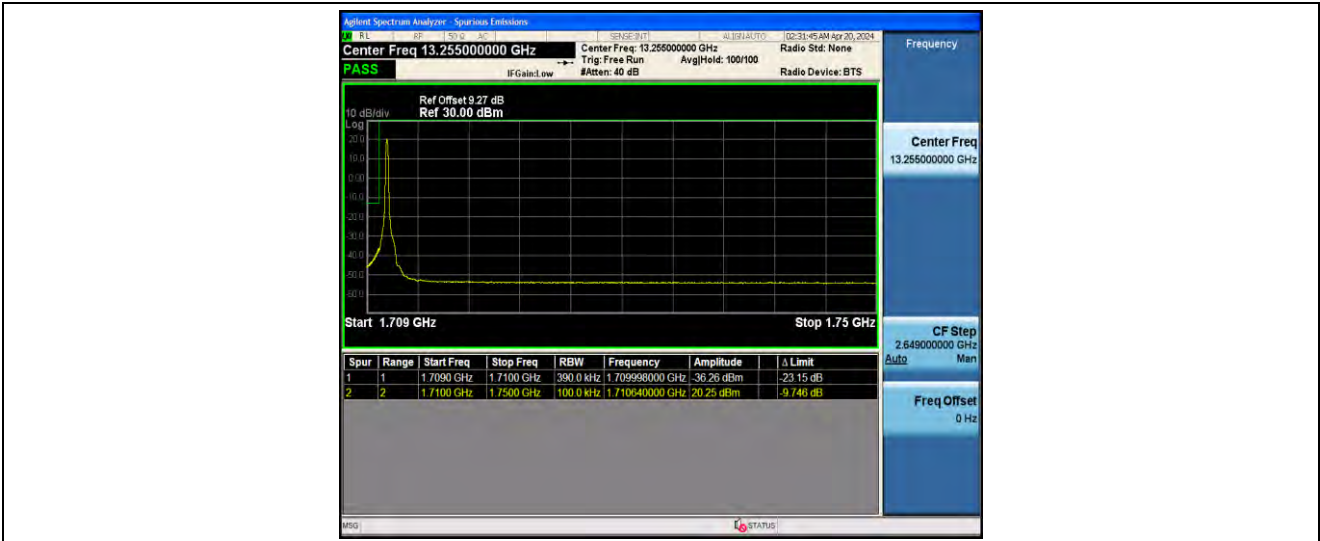 Agilent Spectrum Analyzer - Spurious Emissions
RL RF 50 Ω AC SENSE:INT ALIGNAUTO 02:31:45 AM Apr 20, 2024
Center Freq 13.255000000 GHz
Center Freq: 13.255000000 GHz
Radio Std: None
Trig: Free Run Avg|Hold: 100/100
PASS
IFGain:Low
#Atten: 40 dB
Radio Device: BTS
Ref Offset 9.27 dB
10 dB/div Ref 30.00 dBm
Log
20.0
10.0
0.00
-10.0
-20.0
-30.0
-40.0
-50.0
-60.0
Start 1.709 GHz
Stop 1.75 GHz
Spur Range Start Freq Stop Freq RBW Frequency Amplitude Δ Limit
1 1 1.7090 GHz 1.7100 GHz 390.0 kHz 1.709998000 GHz -36.26 dBm -23.15 dB
2 2 1.7100 GHz 1.7500 GHz 100.0 kHz 1.710640000 GHz 20.25 dBm -9.746 dB
MSG
STATUS
Frequency
Center Freq
13.255000000 GHz
CF Step
2.649000000 GHz
Auto Man
Freq Offset
0 Hz